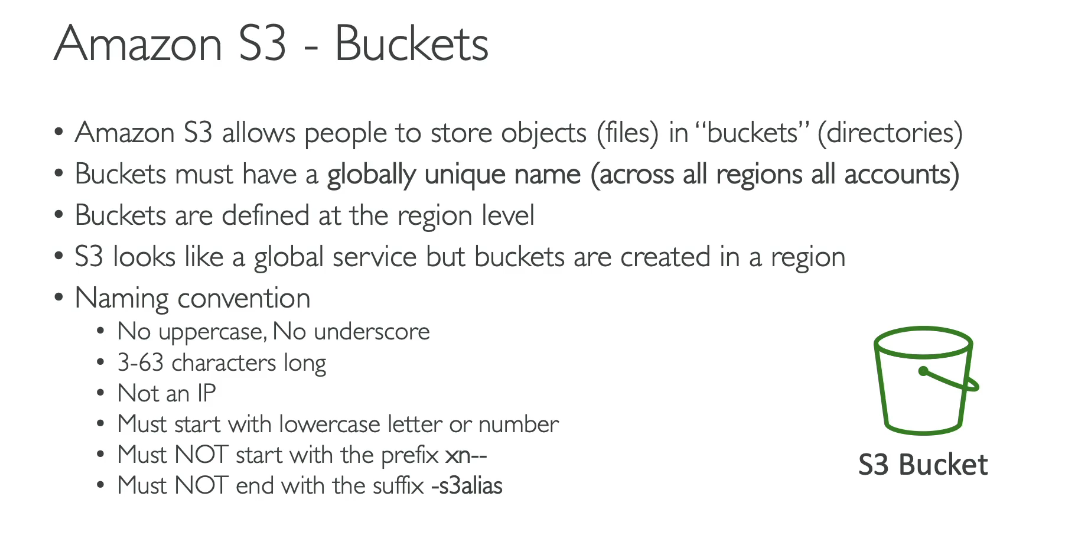 Amazon S3 - Buckets
• Amazon S3 allows people to store objects (files) in “buckets” (directories)
• Buckets must have a globally unique name (across all regions all accounts)
• Buckets are defined at the region level
• S3 looks like a global service but buckets are created in a region
• Naming convention
• No uppercase, No underscore
• 3-63 characters long
• Not an IP
• Must start with lowercase letter or number
• Must NOT start with the prefix xn--
• Must NOT end with the suffix -s3alias
S3 Bucket